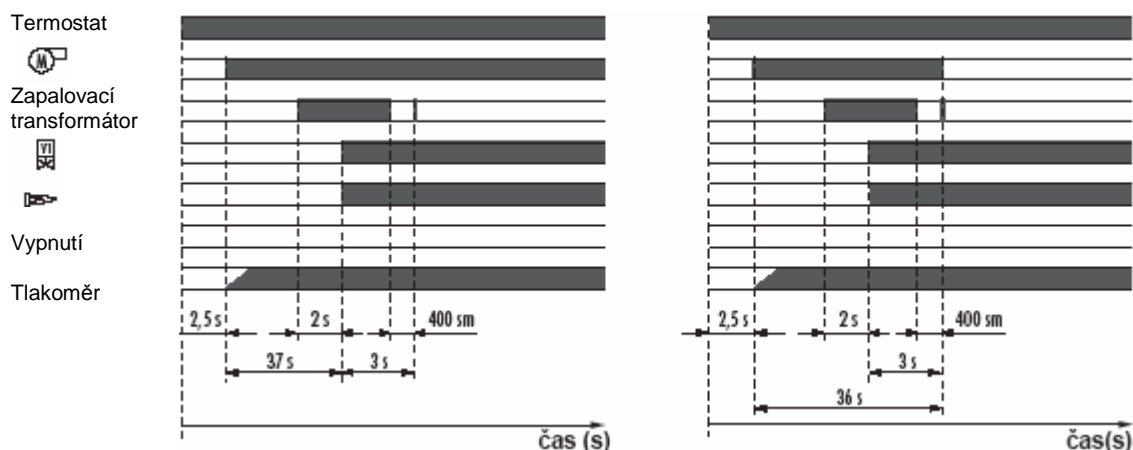 Termostat
M
Zapalovací
transformátor
V1
Vypnutí
Tlakoměr
2,5 s
2 s
400 sm
37 s
3 s
čas (s)
2,5 s
2 s
400 sm
3 s
36 s
čas(s)